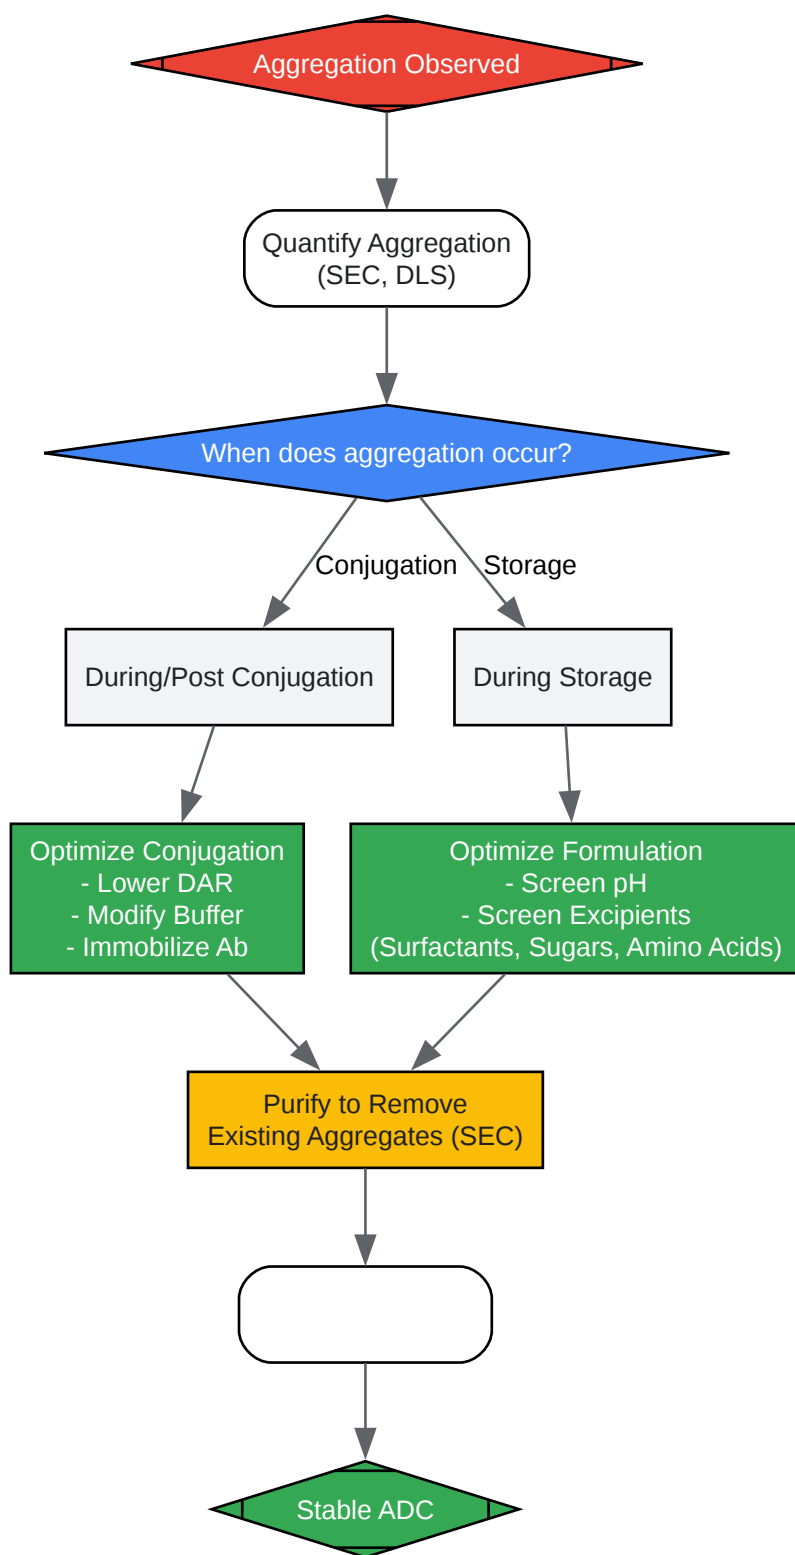 Aggregation Observed
Quantify Aggregation
(SEC, DLS)
When does aggregation occur?
Conjugation
Storage
During/Post Conjugation
During Storage
Optimize Conjugation
- Lower DAR
- Modify Buffer
- Immobilize Ab
Optimize Formulation
- Screen pH
- Screen Excipients
(Surfactants, Sugars, Amino Acids)
Purify to Remove
Existing Aggregates (SEC)
Stable ADC